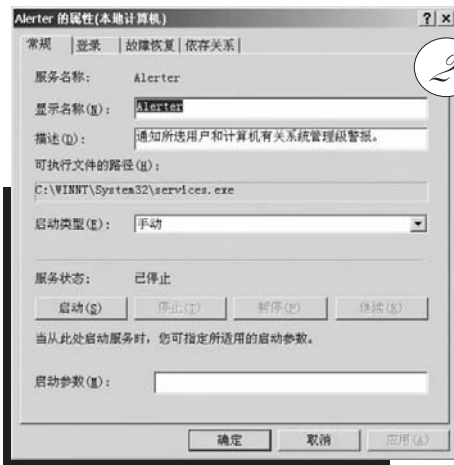 Alerter 的属性(本地计算机)
常规 登录 故障恢复 依存关系
2
服务名称: Alerter
显示名称(N): Alerter
描述(D): 通知所选用户和计算机有关系统管理级警报。
可执行文件的路径(H):
C:\WINNT\System32\services.exe
启动类型(E): 手动
服务状态: 已停止
启动(S) 停止(T) 暂停(P) 继续(R)
当从此处启动服务时，您可指定所适用的启动参数。
启动参数(M):
确定 取消 应用(A)